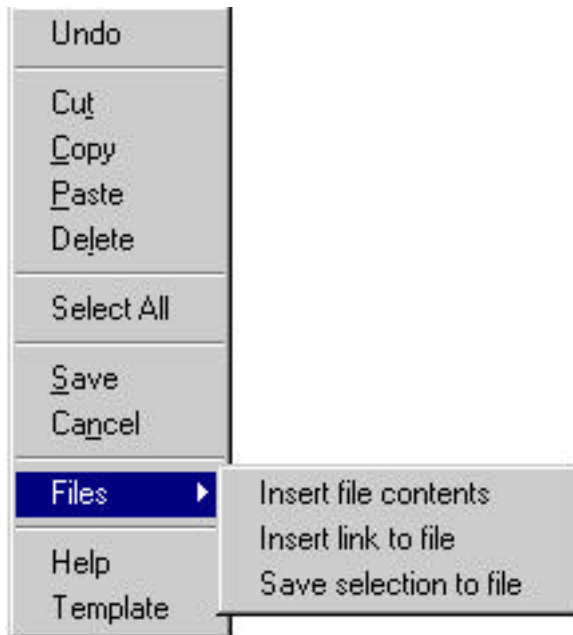 Undo
Cut
Copy
Paste
Delete
Select All
Save
Cancel
Files
Insert file contents
Insert link to file
Save selection to file
Help
Template